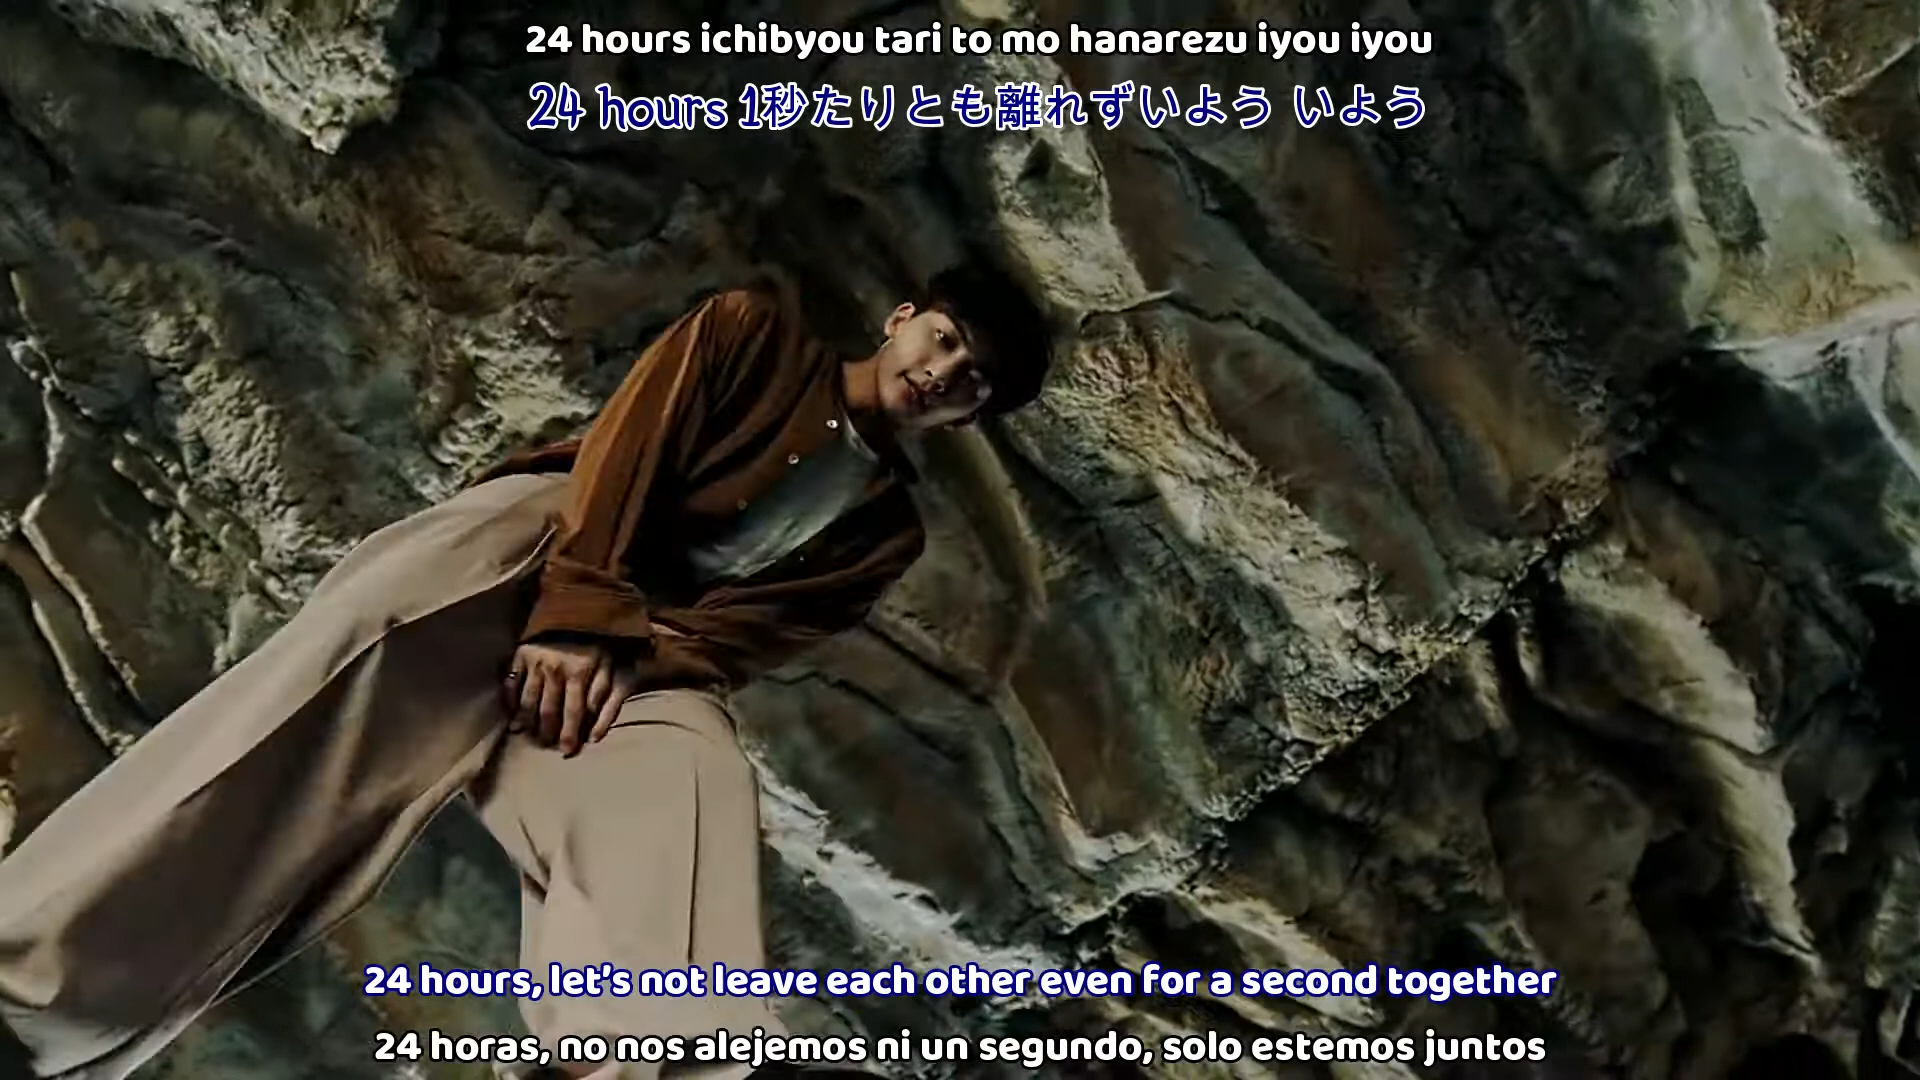 24 hours ichibyou tari to mo hanarezu iyou iyou
24 hours 1秒たりとも離れずいよう いよう
24 hours, let's not leave each other even for a second together
24 horas, no nos alejemos ni un segundo, solo estemos juntos